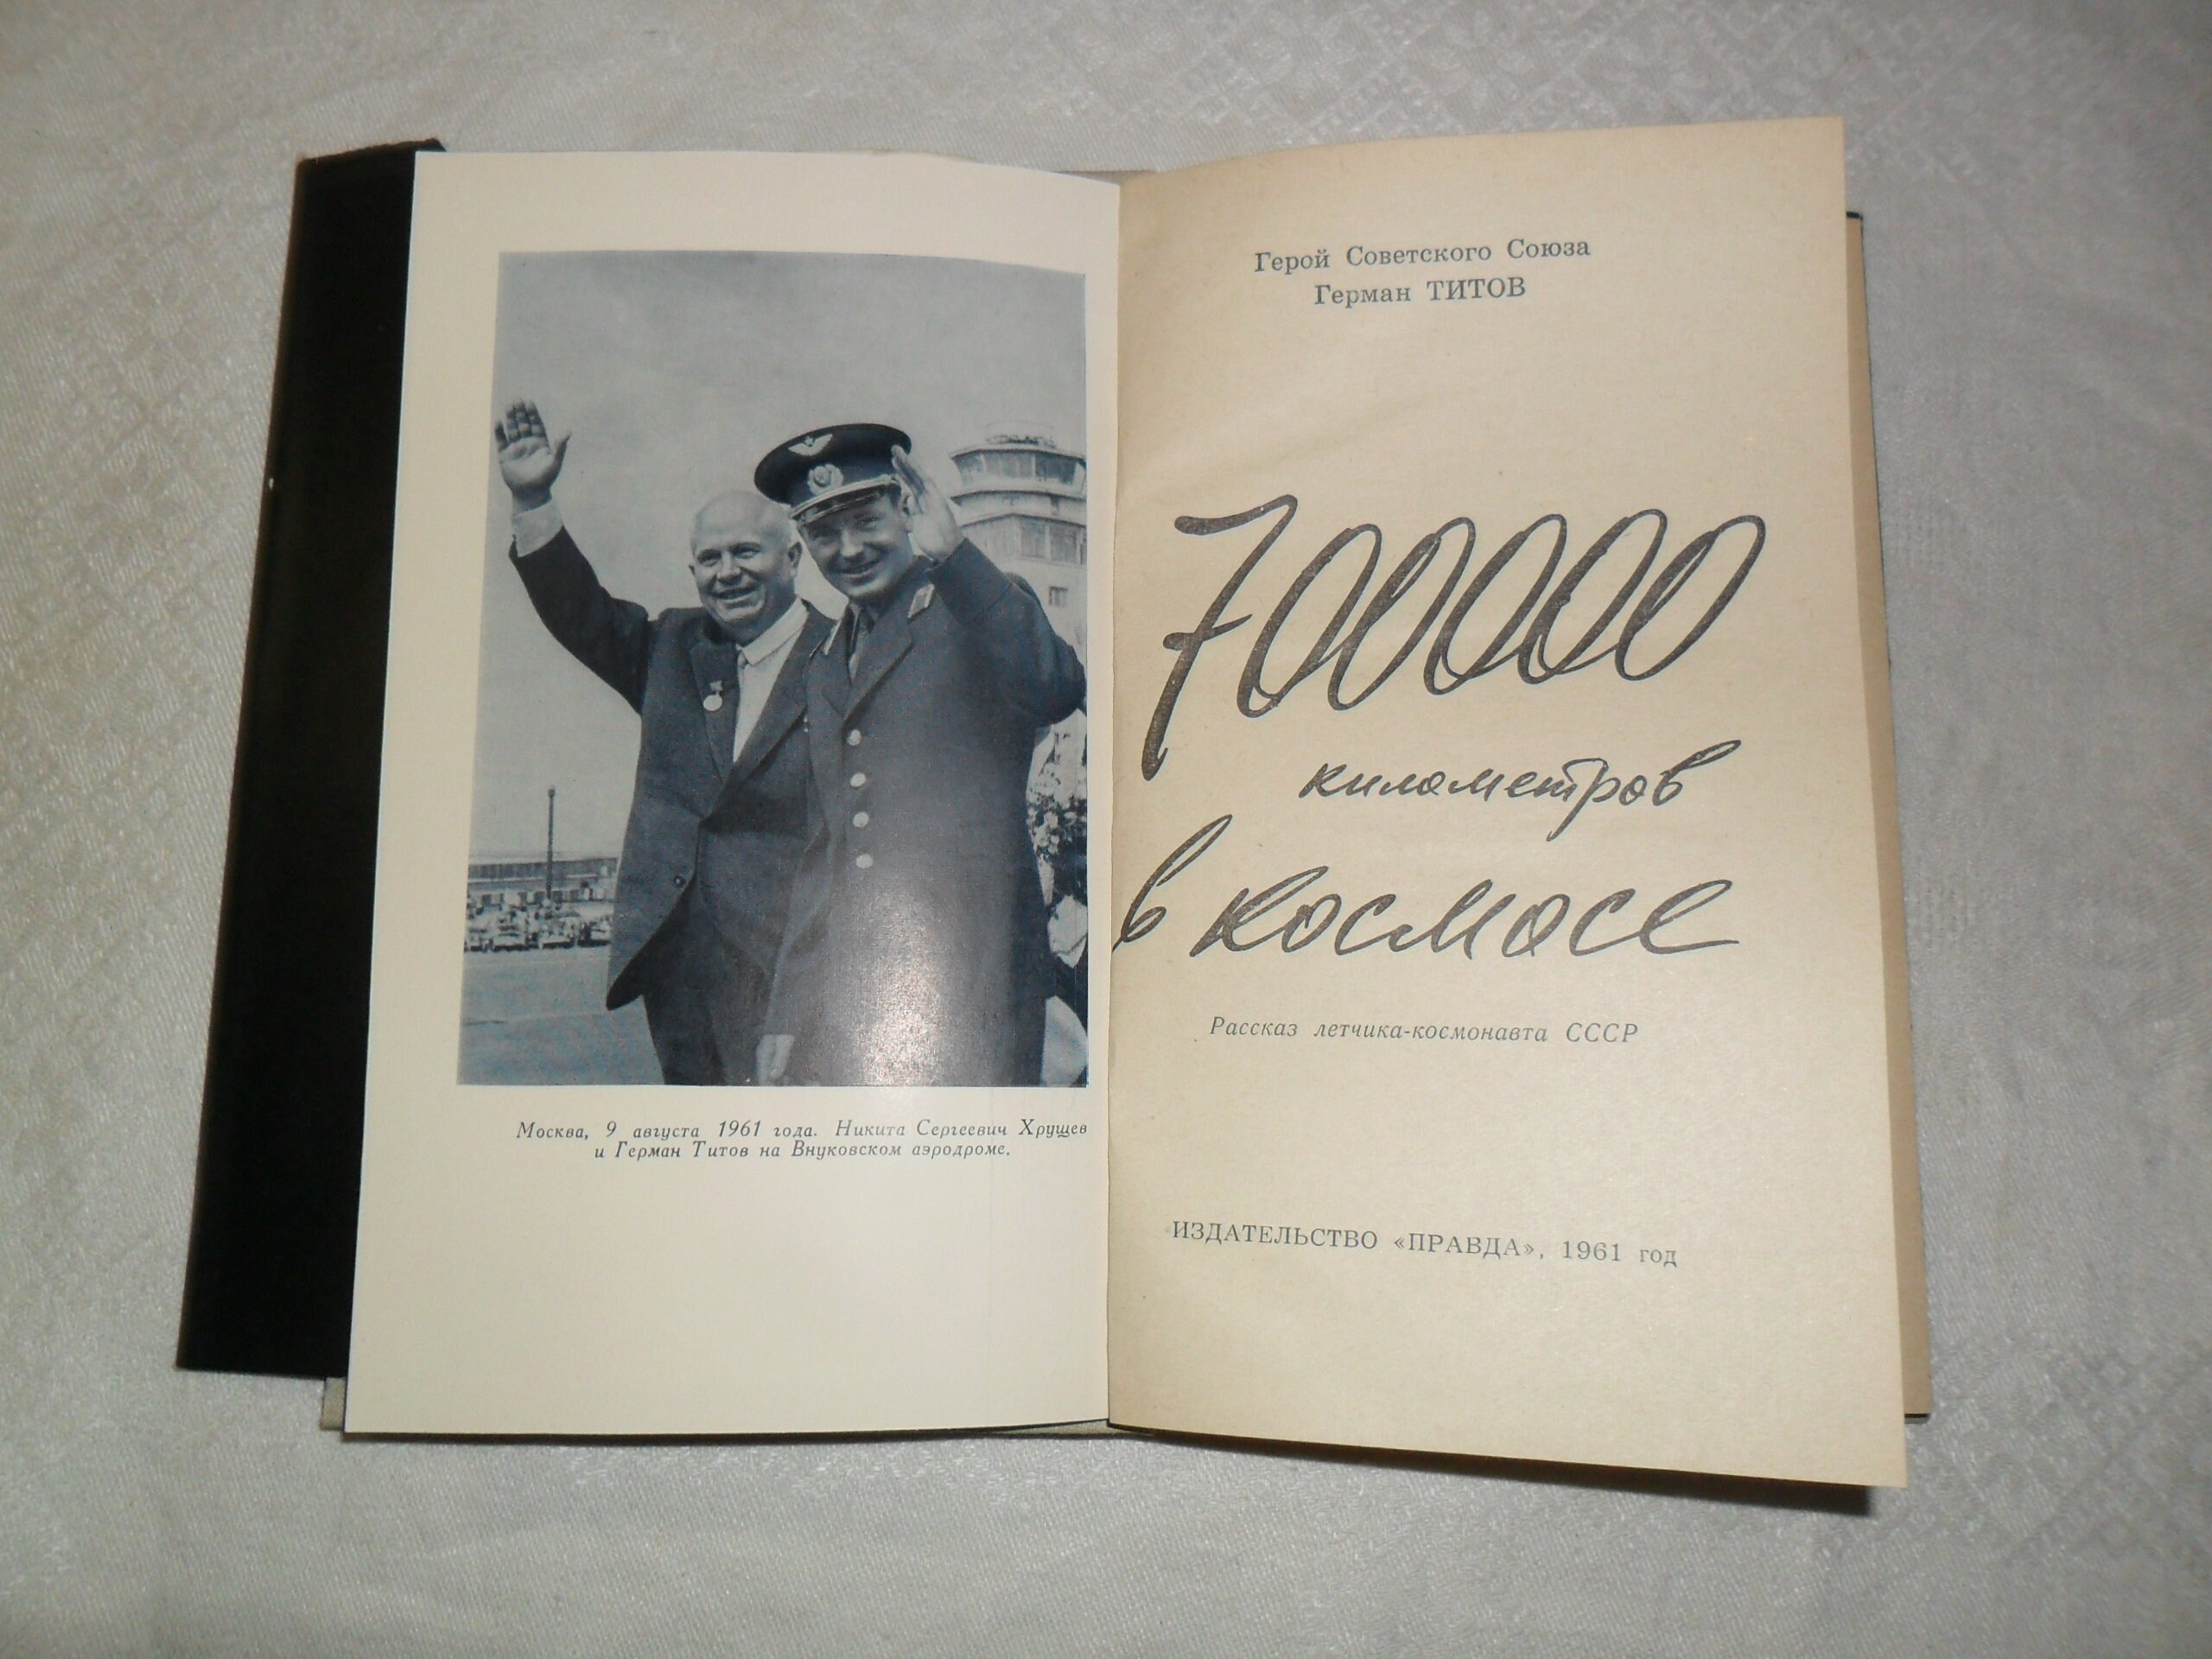 Москва, 9 августа 1961 года. Никита Сергеевич Хрущев
и Герман Титов на Внуковском аэродроме.
Герой Советского Союза
Герман ТИТОВ
700000
километров
в космосе
Рассказ летчика-космонавта СССР
ИЗДАТЕЛЬСТВО «ПРАВДА», 1961 год